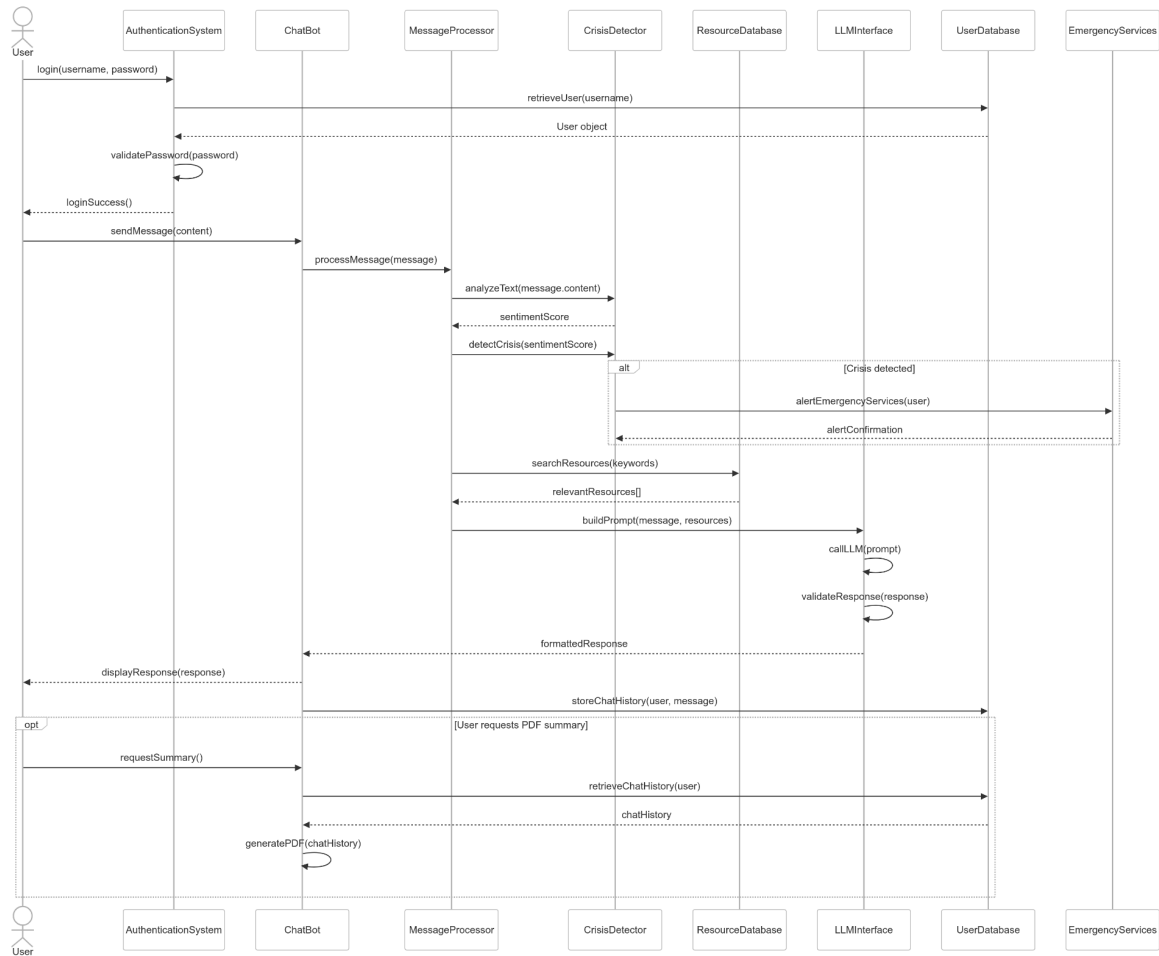 AuthenticationSystem
ChatBot
MessageProcessor
CrisisDetector
ResourceDatabase
LLMInterface
UserDatabase
EmergencyServices
User
login(username, password)
retrieveUser(username)
User object
validatePassword(password)
loginSuccess()
sendMessage(content)
processMessage(message)
analyzeText(message.content)
sentimentScore
detectCrisis(sentimentScore)
alt
[Crisis detected]
alertEmergencyServices(user)
alertConfirmation
searchResources(keywords)
relevantResources[]
buildPrompt(message, resources)
callLLM(prompt)
validateResponse(response)
formattedResponse
displayResponse(response)
storeChatHistory(user, message)
opt
[User requests PDF summary]
requestSummary()
retrieveChatHistory(user)
chatHistory
generatePDF(chatHistory)
AuthenticationSystem
ChatBot
MessageProcessor
CrisisDetector
ResourceDatabase
LLMInterface
UserDatabase
EmergencyServices
User